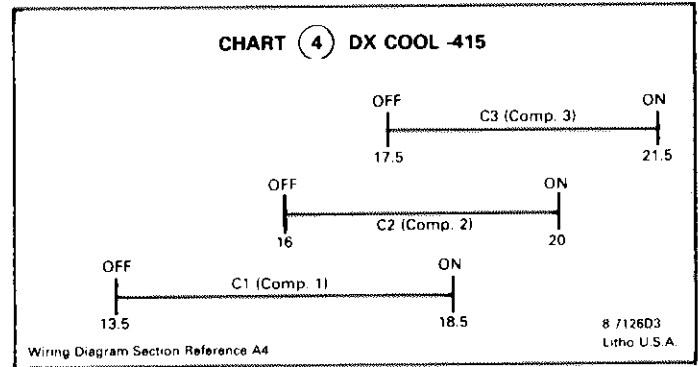 CHART 4 DX COOL -415
OFF ON
C3 (Comp. 3)
17.5 21.5
OFF ON
C2 (Comp. 2)
16 20
OFF ON
C1 (Comp. 1)
13.5 18.5
8 7126D3
Litho U.S.A.
Wiring Diagram Section Reference A4